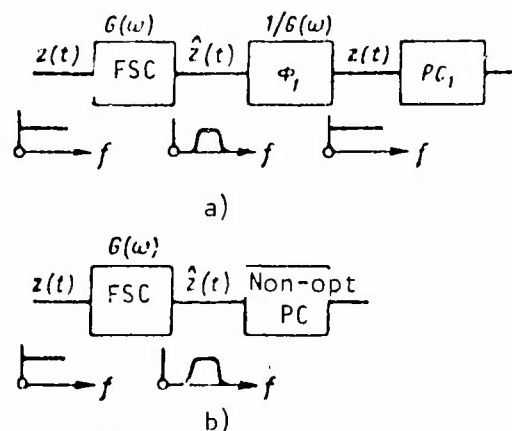 G(ω) 1/G(ω)
z(t) FSC ẑ(t) Φ₁ z(t) PC₁
f f f
a)
G(ω)
z(t) FSC ẑ(t) Non-opt PC
f f
b)